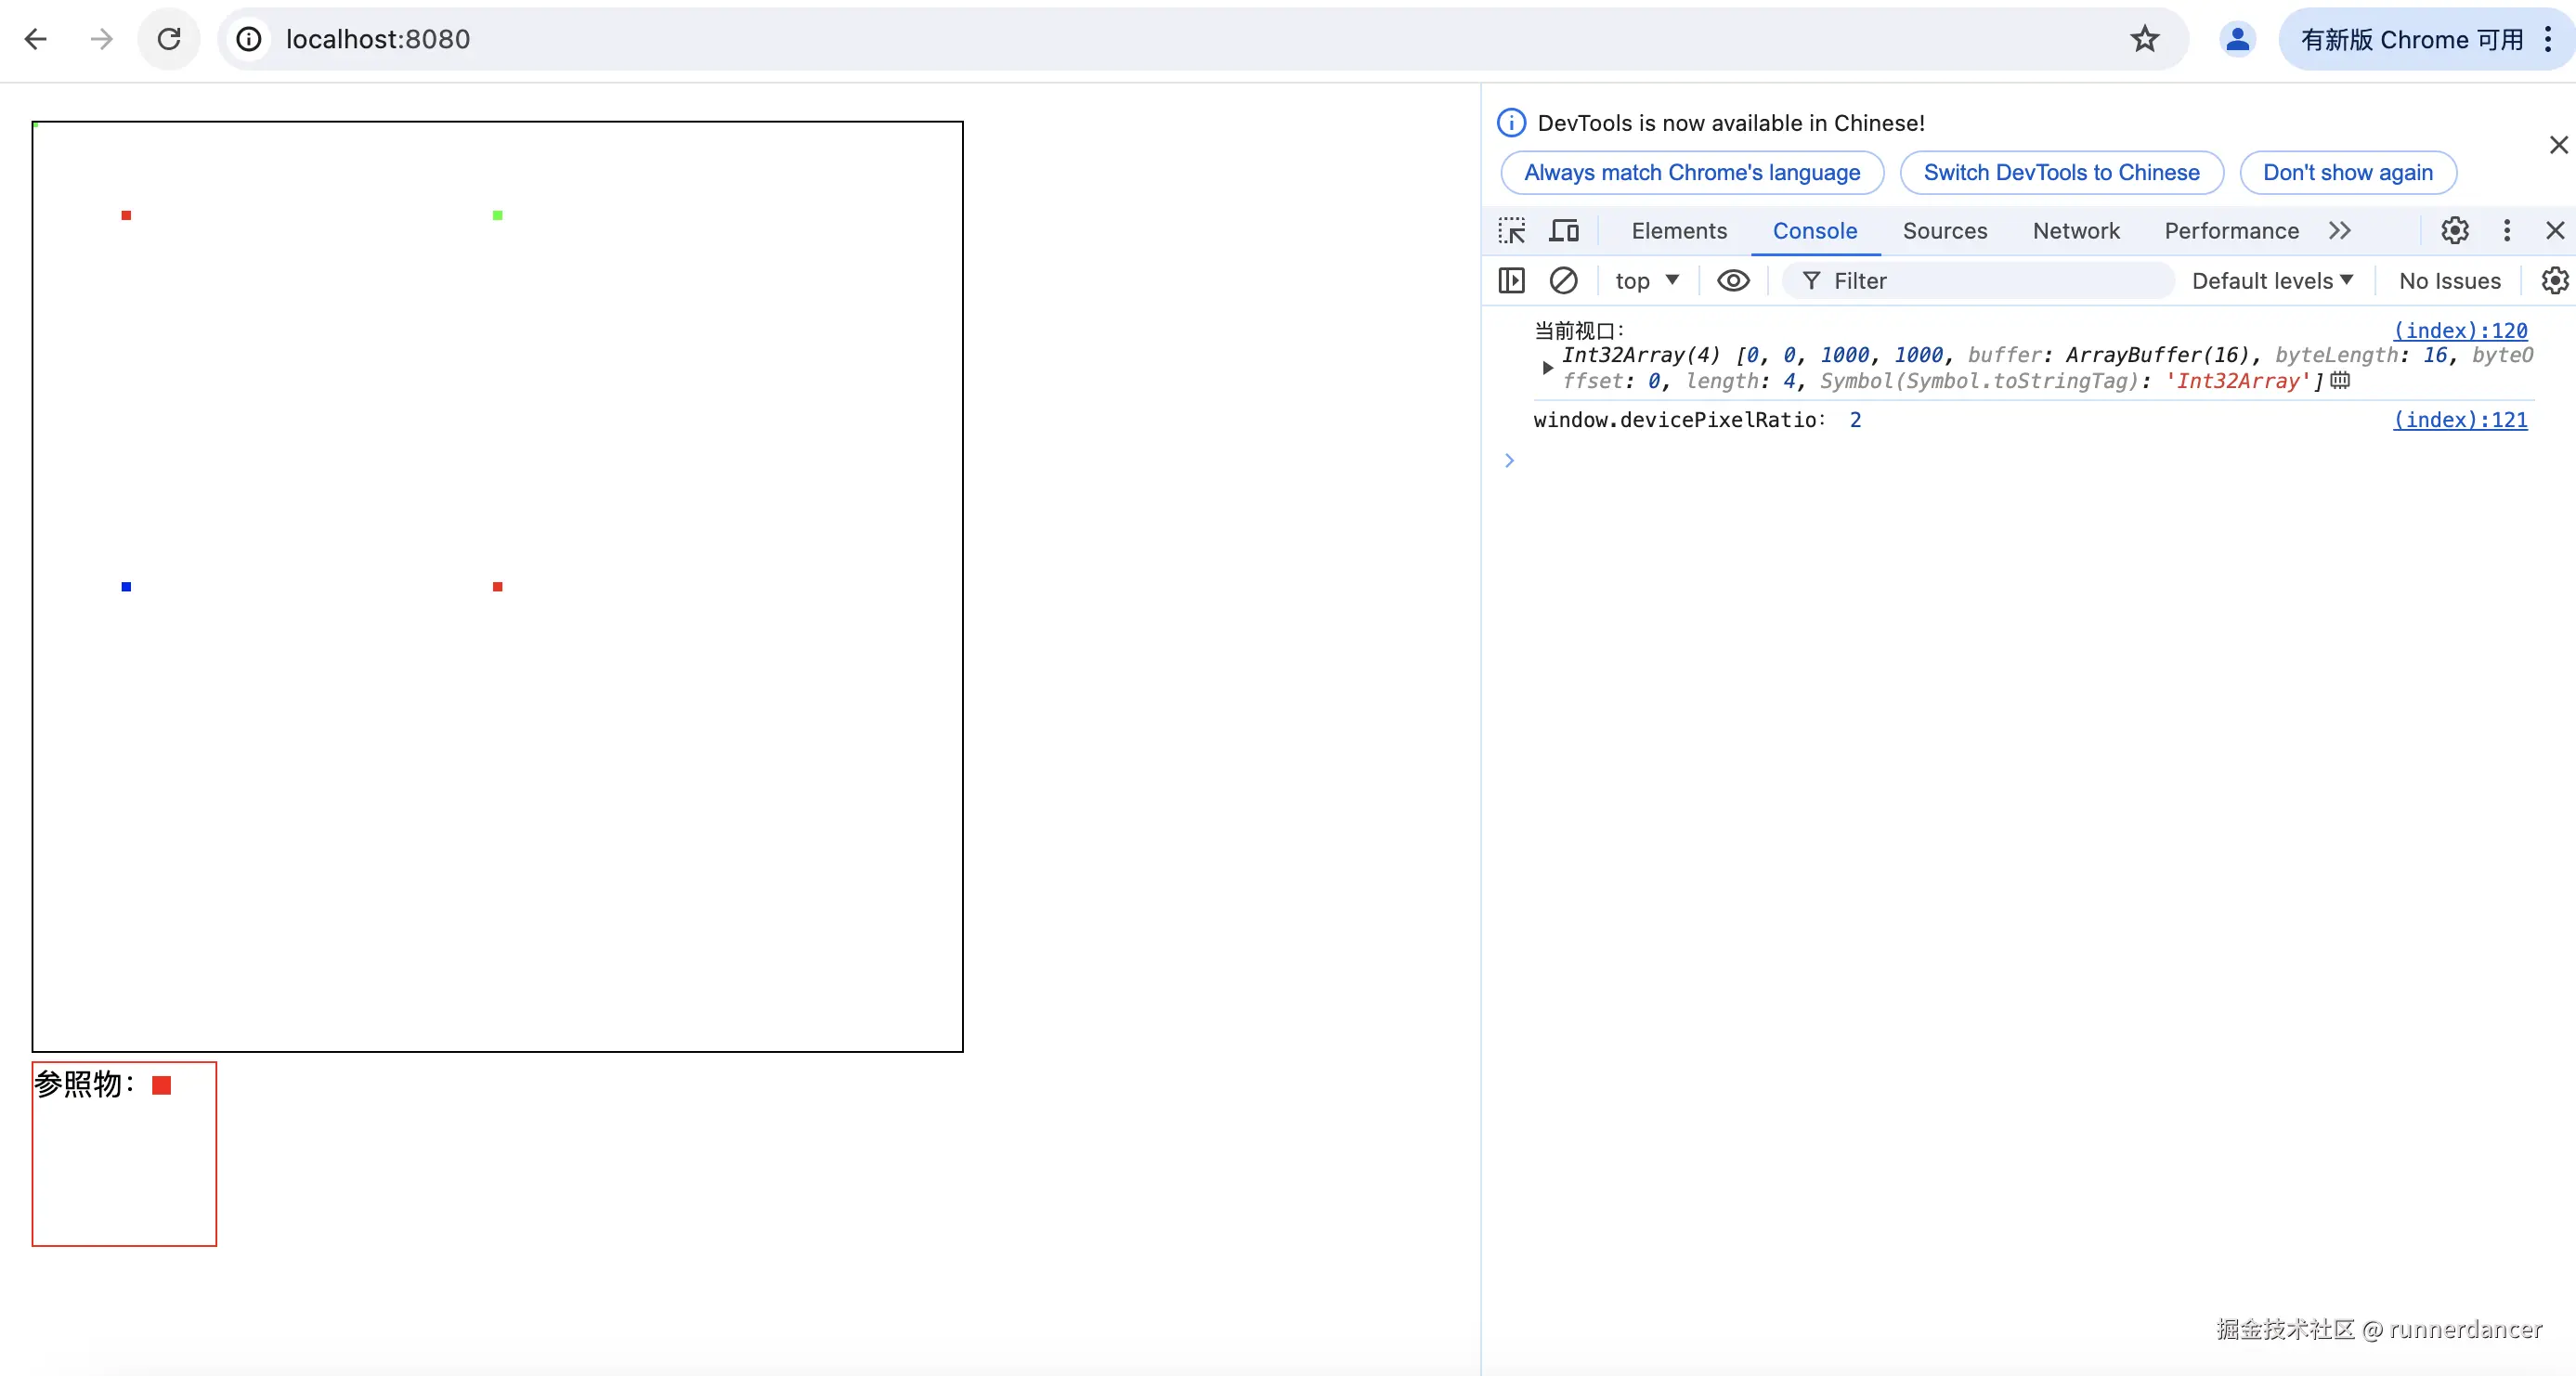 localhost:8080
有新版 Chrome 可用
DevTools is now available in Chinese!
Always match Chrome's language
Switch DevTools to Chinese
Don't show again
Elements
Console
Sources
Network
Performance
top
Filter
Default levels
No Issues
当前视口：
(index):120
Int32Array(4) [0, 0, 1000, 1000, buffer: ArrayBuffer(16), byteLength: 16, byteO
ffset: 0, length: 4, Symbol(Symbol.toStringTag): 'Int32Array']
window.devicePixelRatio： 2
(index):121
参照物：
掘金技术社区 @ runnerdancer